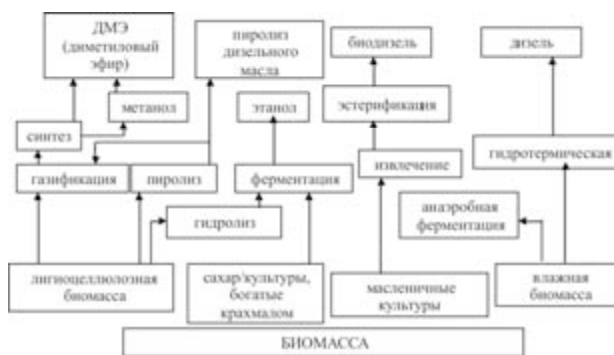 ДМЭ
(диметиловый
эфир)
пиролиз
дизельного
масла
биодизель
дизель
метанол
этанол
эстерификация
синтез
газификация
пиролиз
ферментация
извлечение
гидротермическая
гидролиз
анаэробная
ферментация
лигноцеллюлозная
биомасса
сахар/культуры,
богатые
крахмалом
масленичные
культуры
влажная
биомасса
БИОМАССА